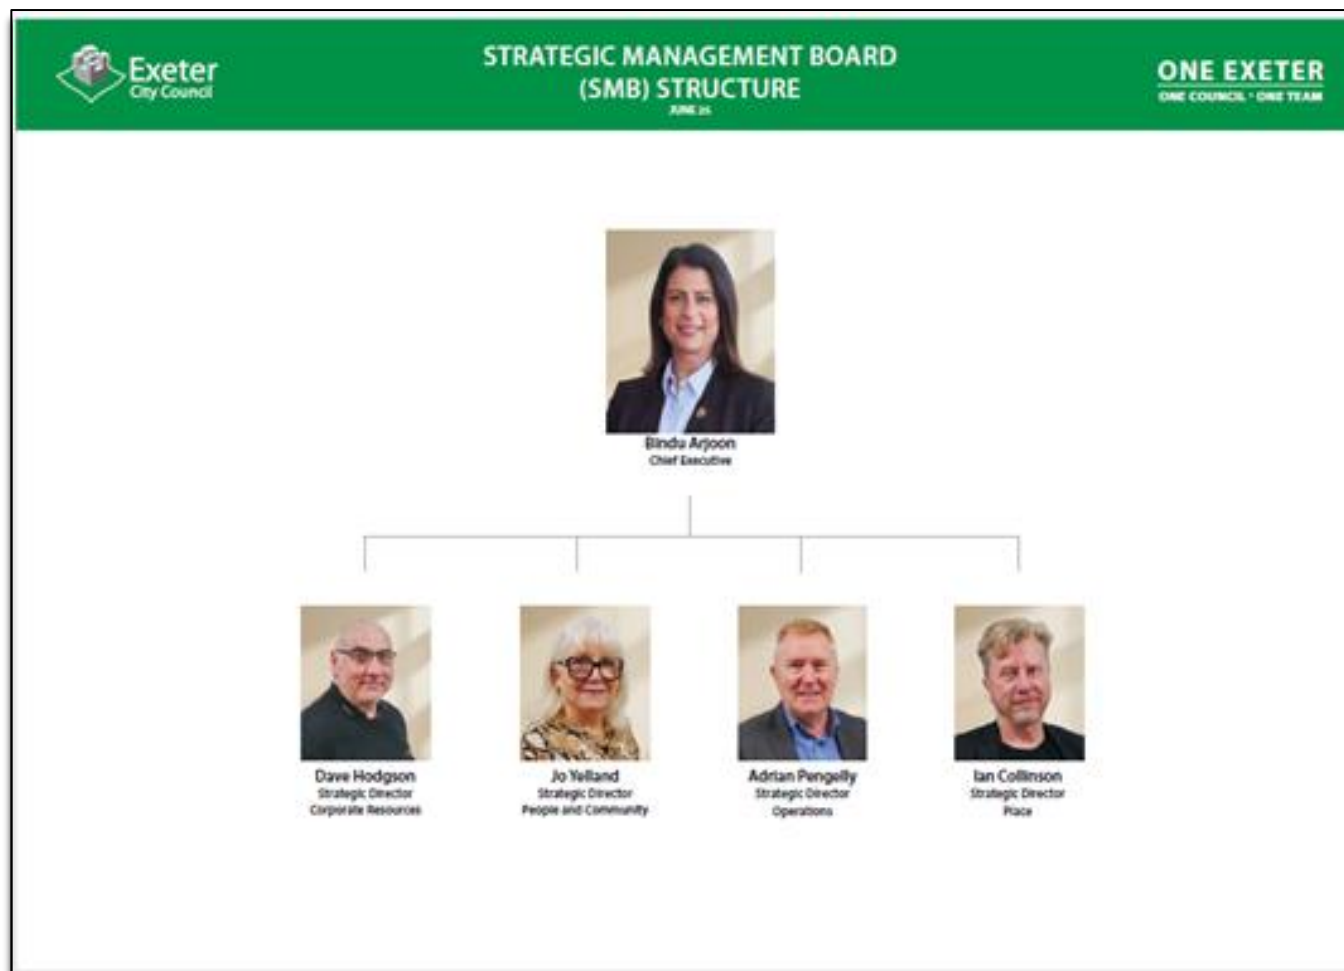 Exeter
City Council
STRATEGIC MANAGEMENT BOARD
(SMB) STRUCTURE
JUNE 25
ONE EXETER
ONE COUNCIL • ONE TEAM
Bindu Arjoon
Chief Executive
Dave Hodgson
Strategic Director
Corporate Resources
Jo Yelland
Strategic Director
People and Community
Adrian Pengelly
Strategic Director
Operations
Ian Collinson
Strategic Director
Place